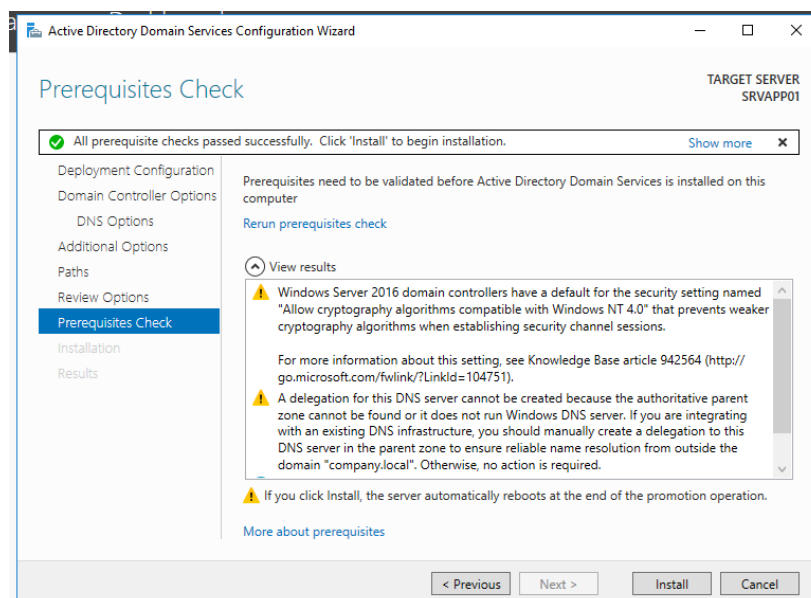 Active Directory Domain Services Configuration Wizard
Prerequisites Check
TARGET SERVER
SRVAPP01
All prerequisite checks passed successfully. Click 'Install' to begin installation.
Show more
Deployment Configuration
Domain Controller Options
DNS Options
Additional Options
Paths
Review Options
Prerequisites Check
Installation
Results
Prerequisites need to be validated before Active Directory Domain Services is installed on this
computer
Rerun prerequisites check
View results
Windows Server 2016 domain controllers have a default for the security setting named
"Allow cryptography algorithms compatible with Windows NT 4.0" that prevents weaker
cryptography algorithms when establishing security channel sessions.
For more information about this setting, see Knowledge Base article 942564 (http://
go.microsoft.com/fwlink/?LinkId=104751).
A delegation for this DNS server cannot be created because the authoritative parent
zone cannot be found or it does not run Windows DNS server. If you are integrating
with an existing DNS infrastructure, you should manually create a delegation to this
DNS server in the parent zone to ensure reliable name resolution from outside the
domain "company.local". Otherwise, no action is required.
If you click Install, the server automatically reboots at the end of the promotion operation.
More about prerequisites
< Previous
Next >
Install
Cancel